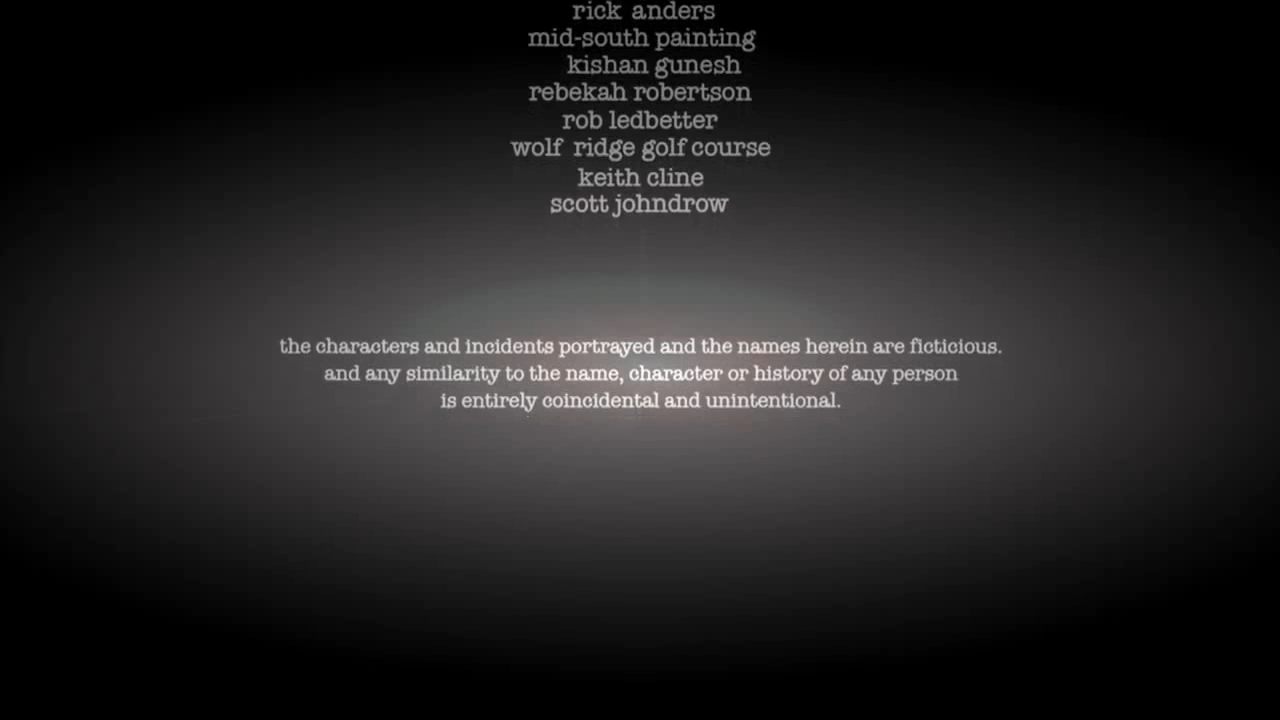 rick anders
mid-south painting
kishan gunesh
rebekah robertson
rob ledbetter
wolf ridge golf course
keith cline
scott johndrow
the characters and incidents portrayed and the names herein are ficticious.
and any similarity to the name, character or history of any person
is entirely coincidental and unintentional.